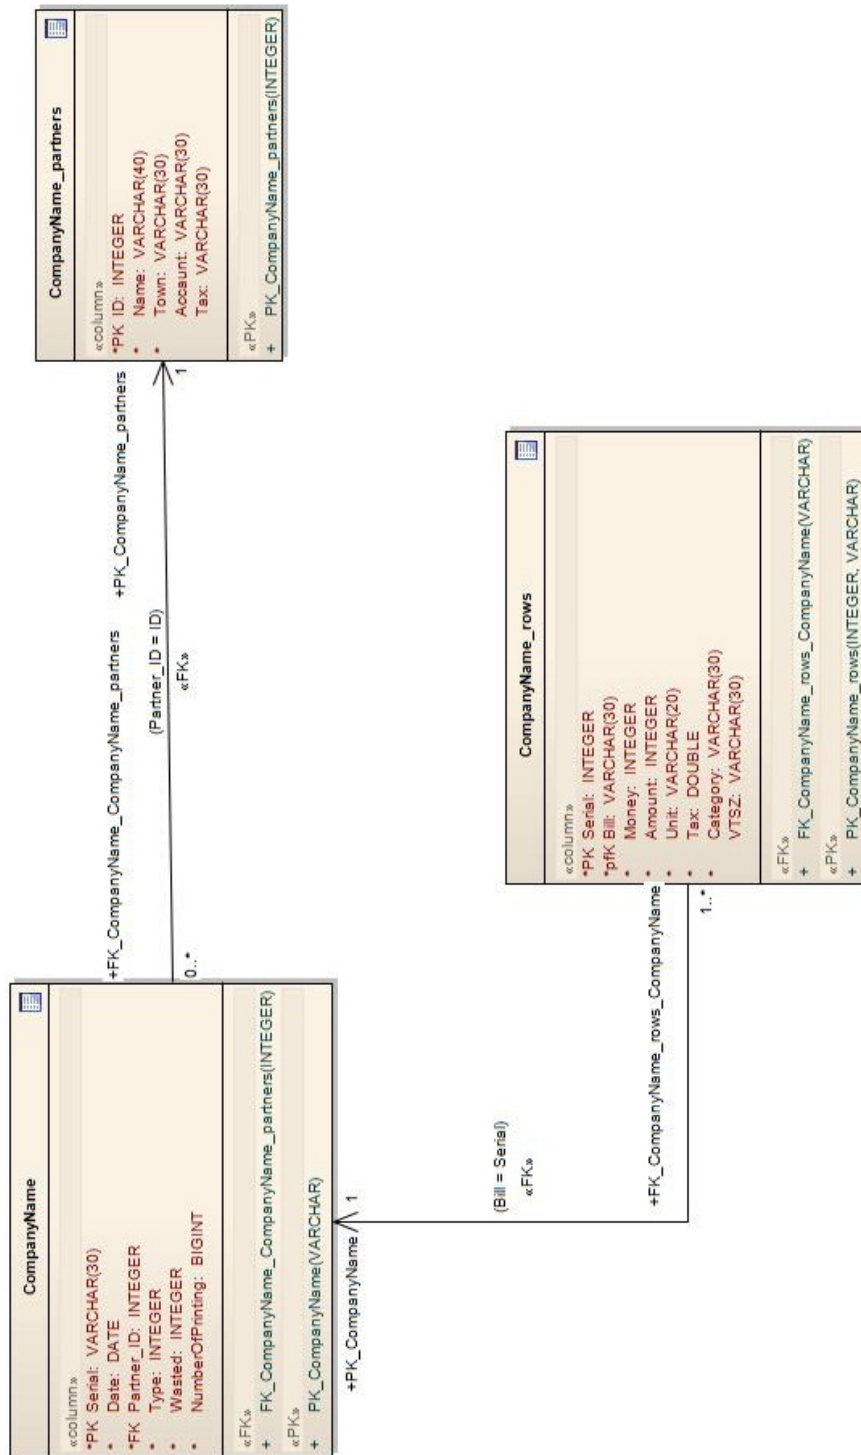 CompanyName
«column»
*PK Serial: VARCHAR(30)
* Date: DATE
*FK Partner_ID: INTEGER
* Type: INTEGER
* Wasted: INTEGER
* NumberOfPrinting: BIGINT
«FK»
+ FK_CompanyName_CompanyName_partners(INTEGER)
«PK»
+ PK_CompanyName(VARCHAR)
+FK_CompanyName_CompanyName_partners
0..*
(Partner_ID = ID)
«FK»
+PK_CompanyName_partners
1
CompanyName_partners
«column»
*PK ID: INTEGER
* Name: VARCHAR(40)
* Town: VARCHAR(30)
Accaunt: VARCHAR(30)
Tax: VARCHAR(30)
«PK»
+ PK_CompanyName_partners(INTEGER)
+PK_CompanyName
1
(Bill = Serial)
«FK»
+FK_CompanyName_rows_CompanyName
1..*
CompanyName_rows
«column»
*PK Serial: INTEGER
*pfK Bill: VARCHAR(30)
* Money: INTEGER
* Amount: INTEGER
* Unit: VARCHAR(20)
* Tax: DOUBLE
* Category: VARCHAR(30)
VTSZ: VARCHAR(30)
«FK»
+ FK_CompanyName_rows_CompanyName(VARCHAR)
«PK»
+ PK_CompanyName_rows(INTEGER, VARCHAR)